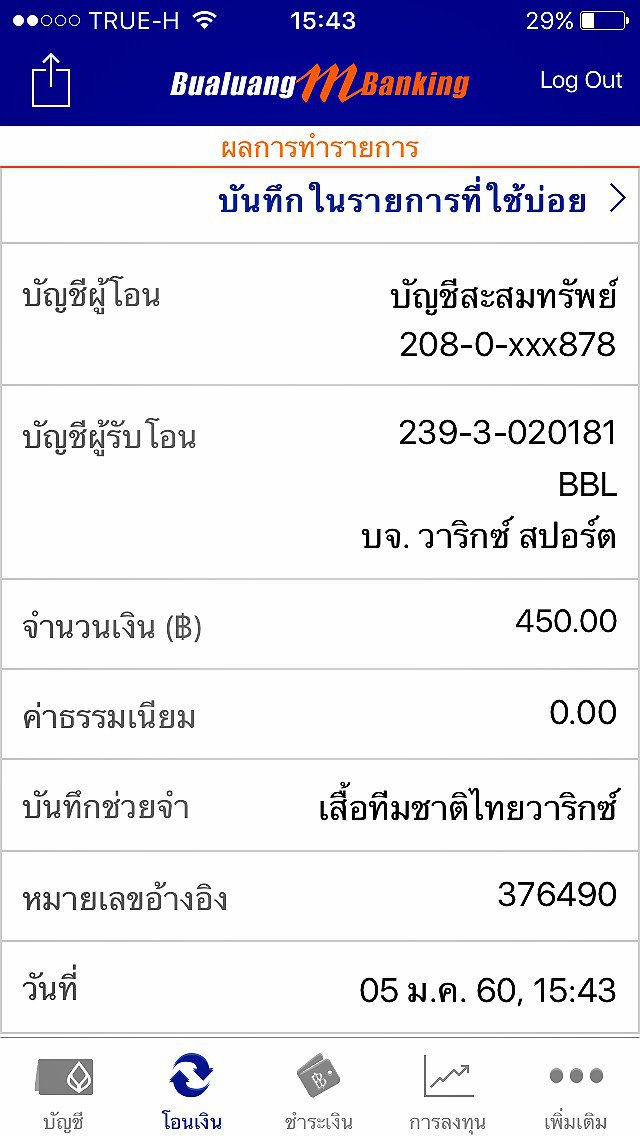 TRUE-H 15:43 29%
Bualuang mBanking Log Out
ผลการทำรายการ
บันทึกในรายการที่ใช้บ่อย
บัญชีผู้โอน บัญชีสะสมทรัพย์
208-0-xxx878
บัญชีผู้รับโอน 239-3-020181
BBL
บจ. วาริกซ์ สปอร์ต
จำนวนเงิน (฿) 450.00
ค่าธรรมเนียม 0.00
บันทึกช่วยจำ เสื้อทีมชาติไทยวาริกซ์
หมายเลขอ้างอิง 376490
วันที่ 05 ม.ค. 60, 15:43
บัญชี โอนเงิน ชำระเงิน การลงทุน เพิ่มเติม